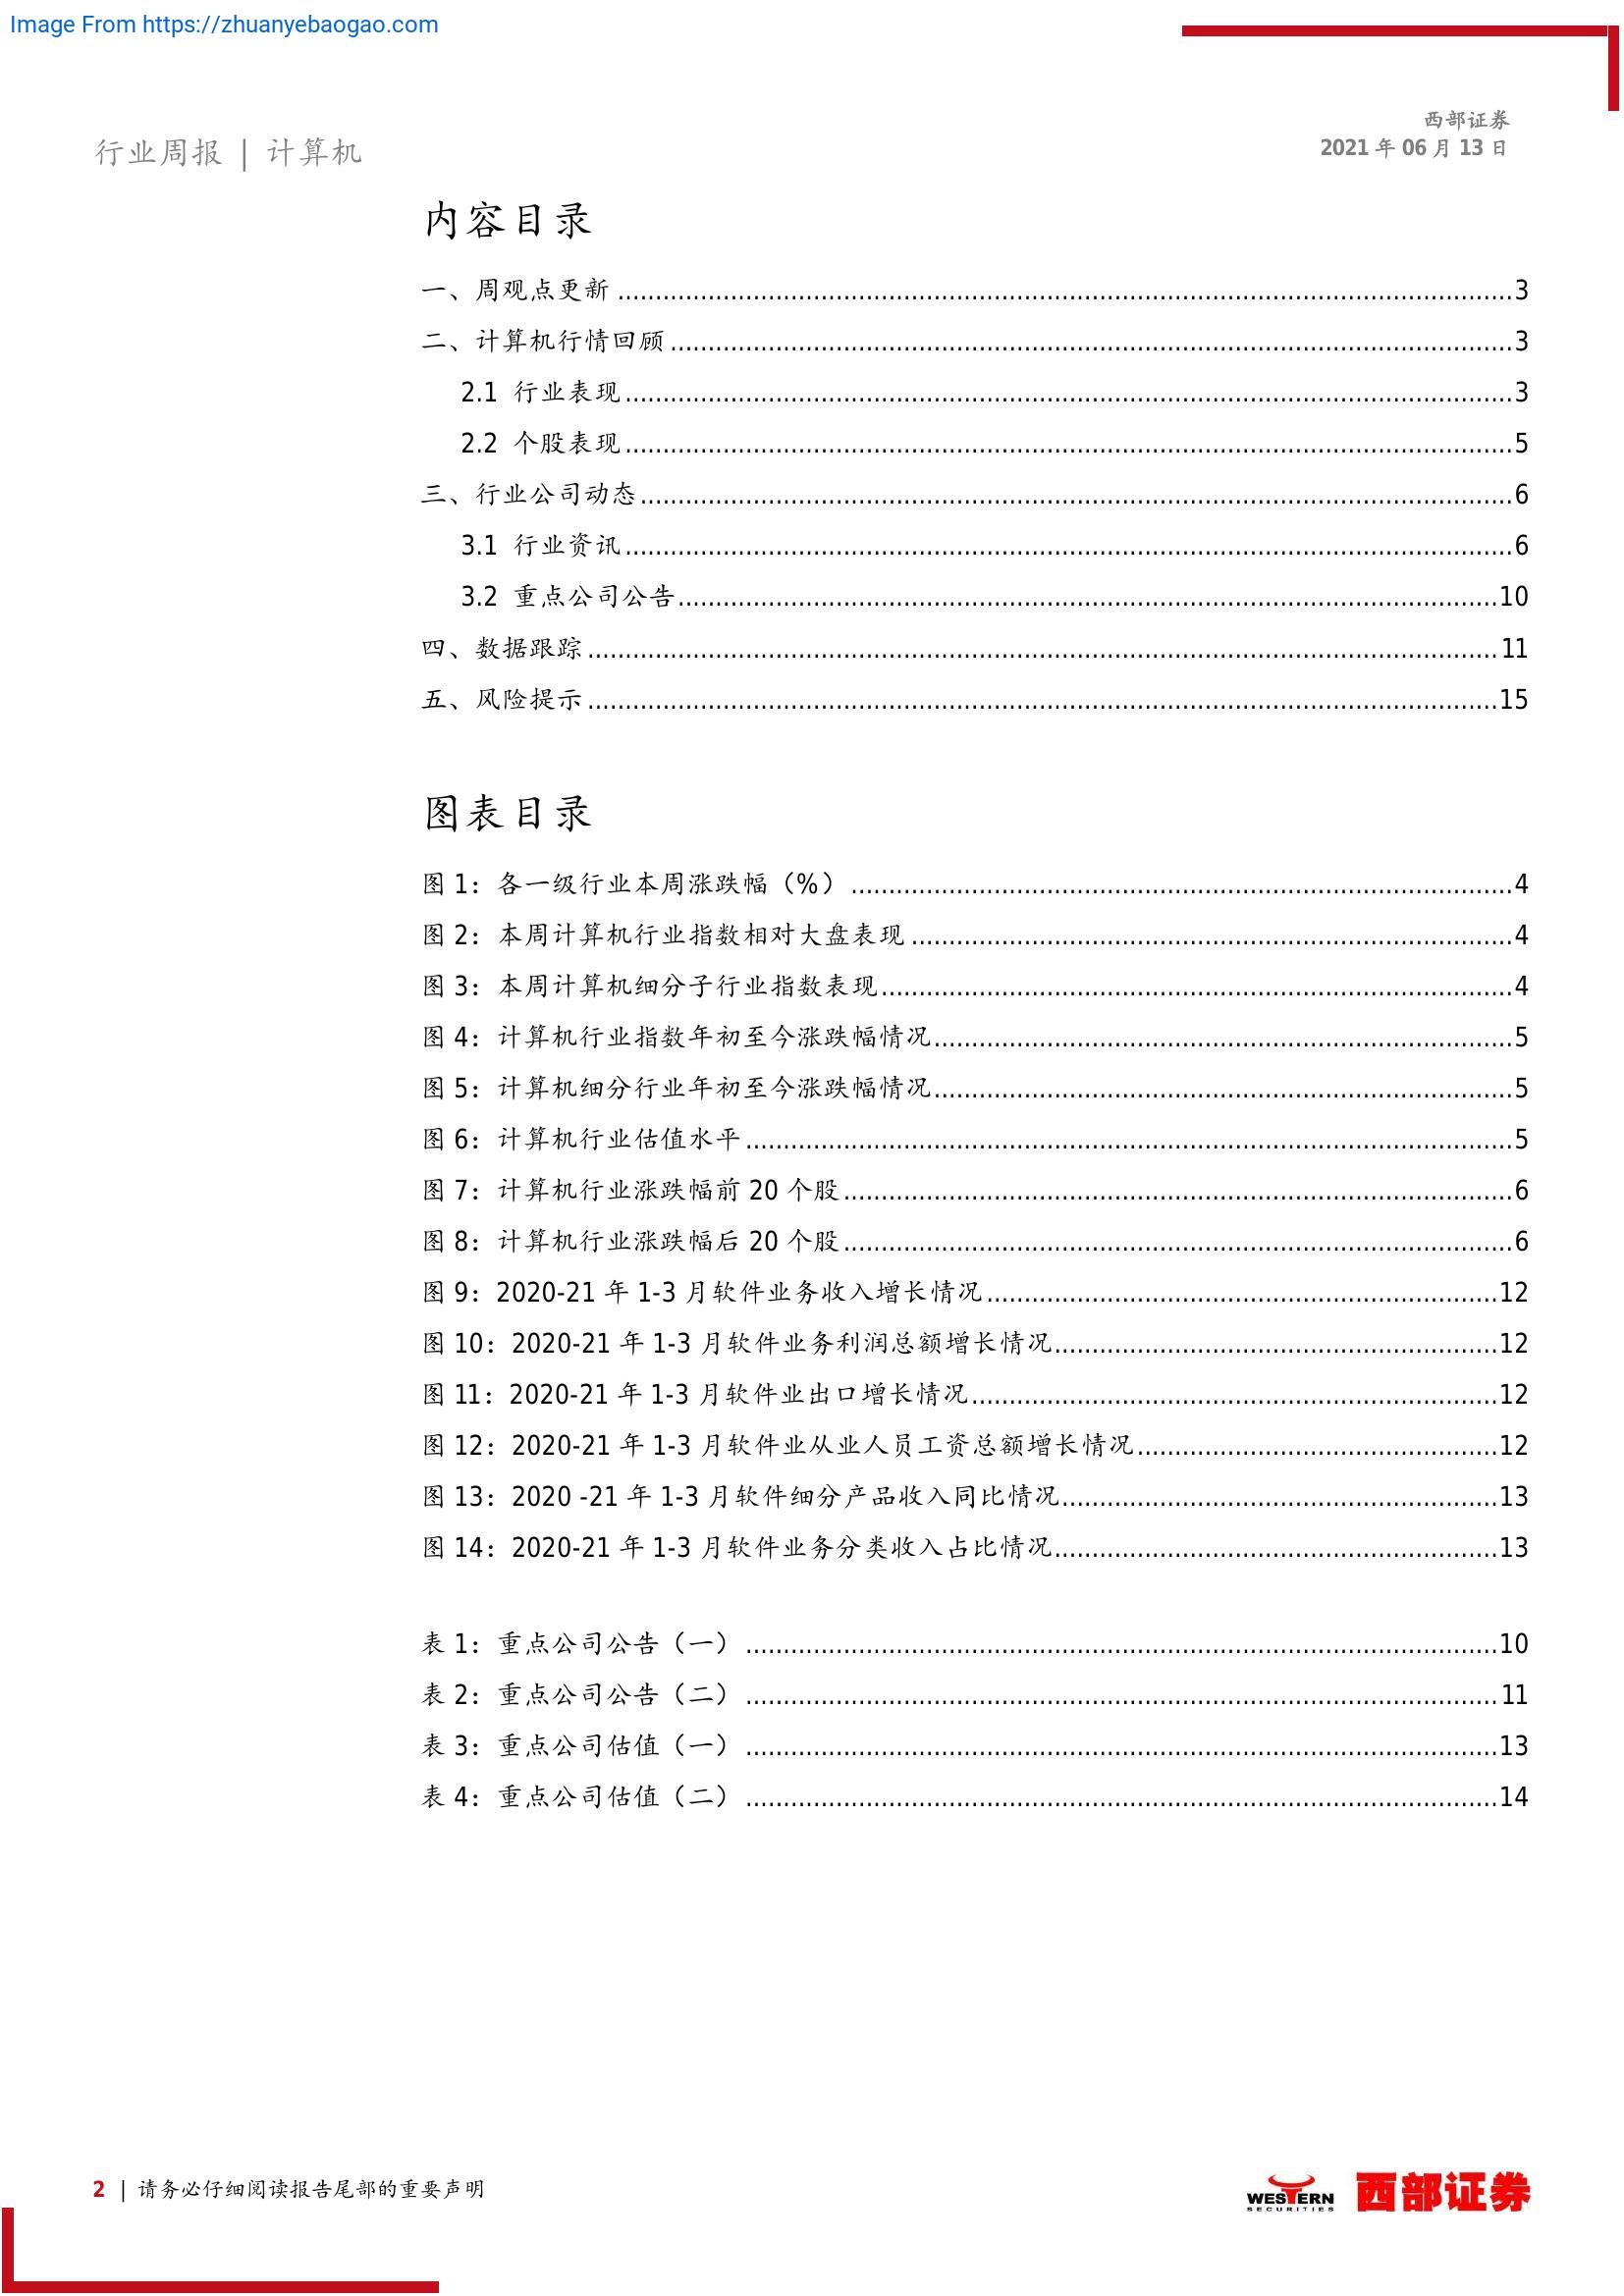 Image From https://zhuanyebaogao.com
西部证券
2021 年 06 月 13 日
行业周报 | 计算机
内容目录
一、周观点更新 ........ 3
二、计算机行情回顾 ........ 3
2.1 行业表现 ........ 3
2.2 个股表现 ........ 5
三、行业公司动态 ........ 6
3.1 行业资讯 ........ 6
3.2 重点公司公告 ........ 10
四、数据跟踪 ........ 11
五、风险提示 ........ 15
图表目录
图 1：各一级行业本周涨跌幅（%） ........ 4
图 2：本周计算机行业指数相对大盘表现 ........ 4
图 3：本周计算机细分子行业指数表现 ........ 4
图 4：计算机行业指数年初至今涨跌幅情况 ........ 5
图 5：计算机细分行业年初至今涨跌幅情况 ........ 5
图 6：计算机行业估值水平 ........ 5
图 7：计算机行业涨跌幅前 20 个股 ........ 6
图 8：计算机行业涨跌幅后 20 个股 ........ 6
图 9：2020-21 年 1-3 月软件业务收入增长情况 ........ 12
图 10：2020-21 年 1-3 月软件业务利润总额增长情况 ........ 12
图 11：2020-21 年 1-3 月软件业出口增长情况 ........ 12
图 12：2020-21 年 1-3 月软件业从业人员工资总额增长情况 ........ 12
图 13：2020 -21 年 1-3 月软件细分产品收入同比情况 ........ 13
图 14：2020-21 年 1-3 月软件业务分类收入占比情况 ........ 13
表 1：重点公司公告（一） ........ 10
表 2：重点公司公告（二） ........ 11
表 3：重点公司估值（一） ........ 13
表 4：重点公司估值（二） ........ 14
2 | 请务必仔细阅读报告尾部的重要声明
WESTERN
SECURITIES
西部证券